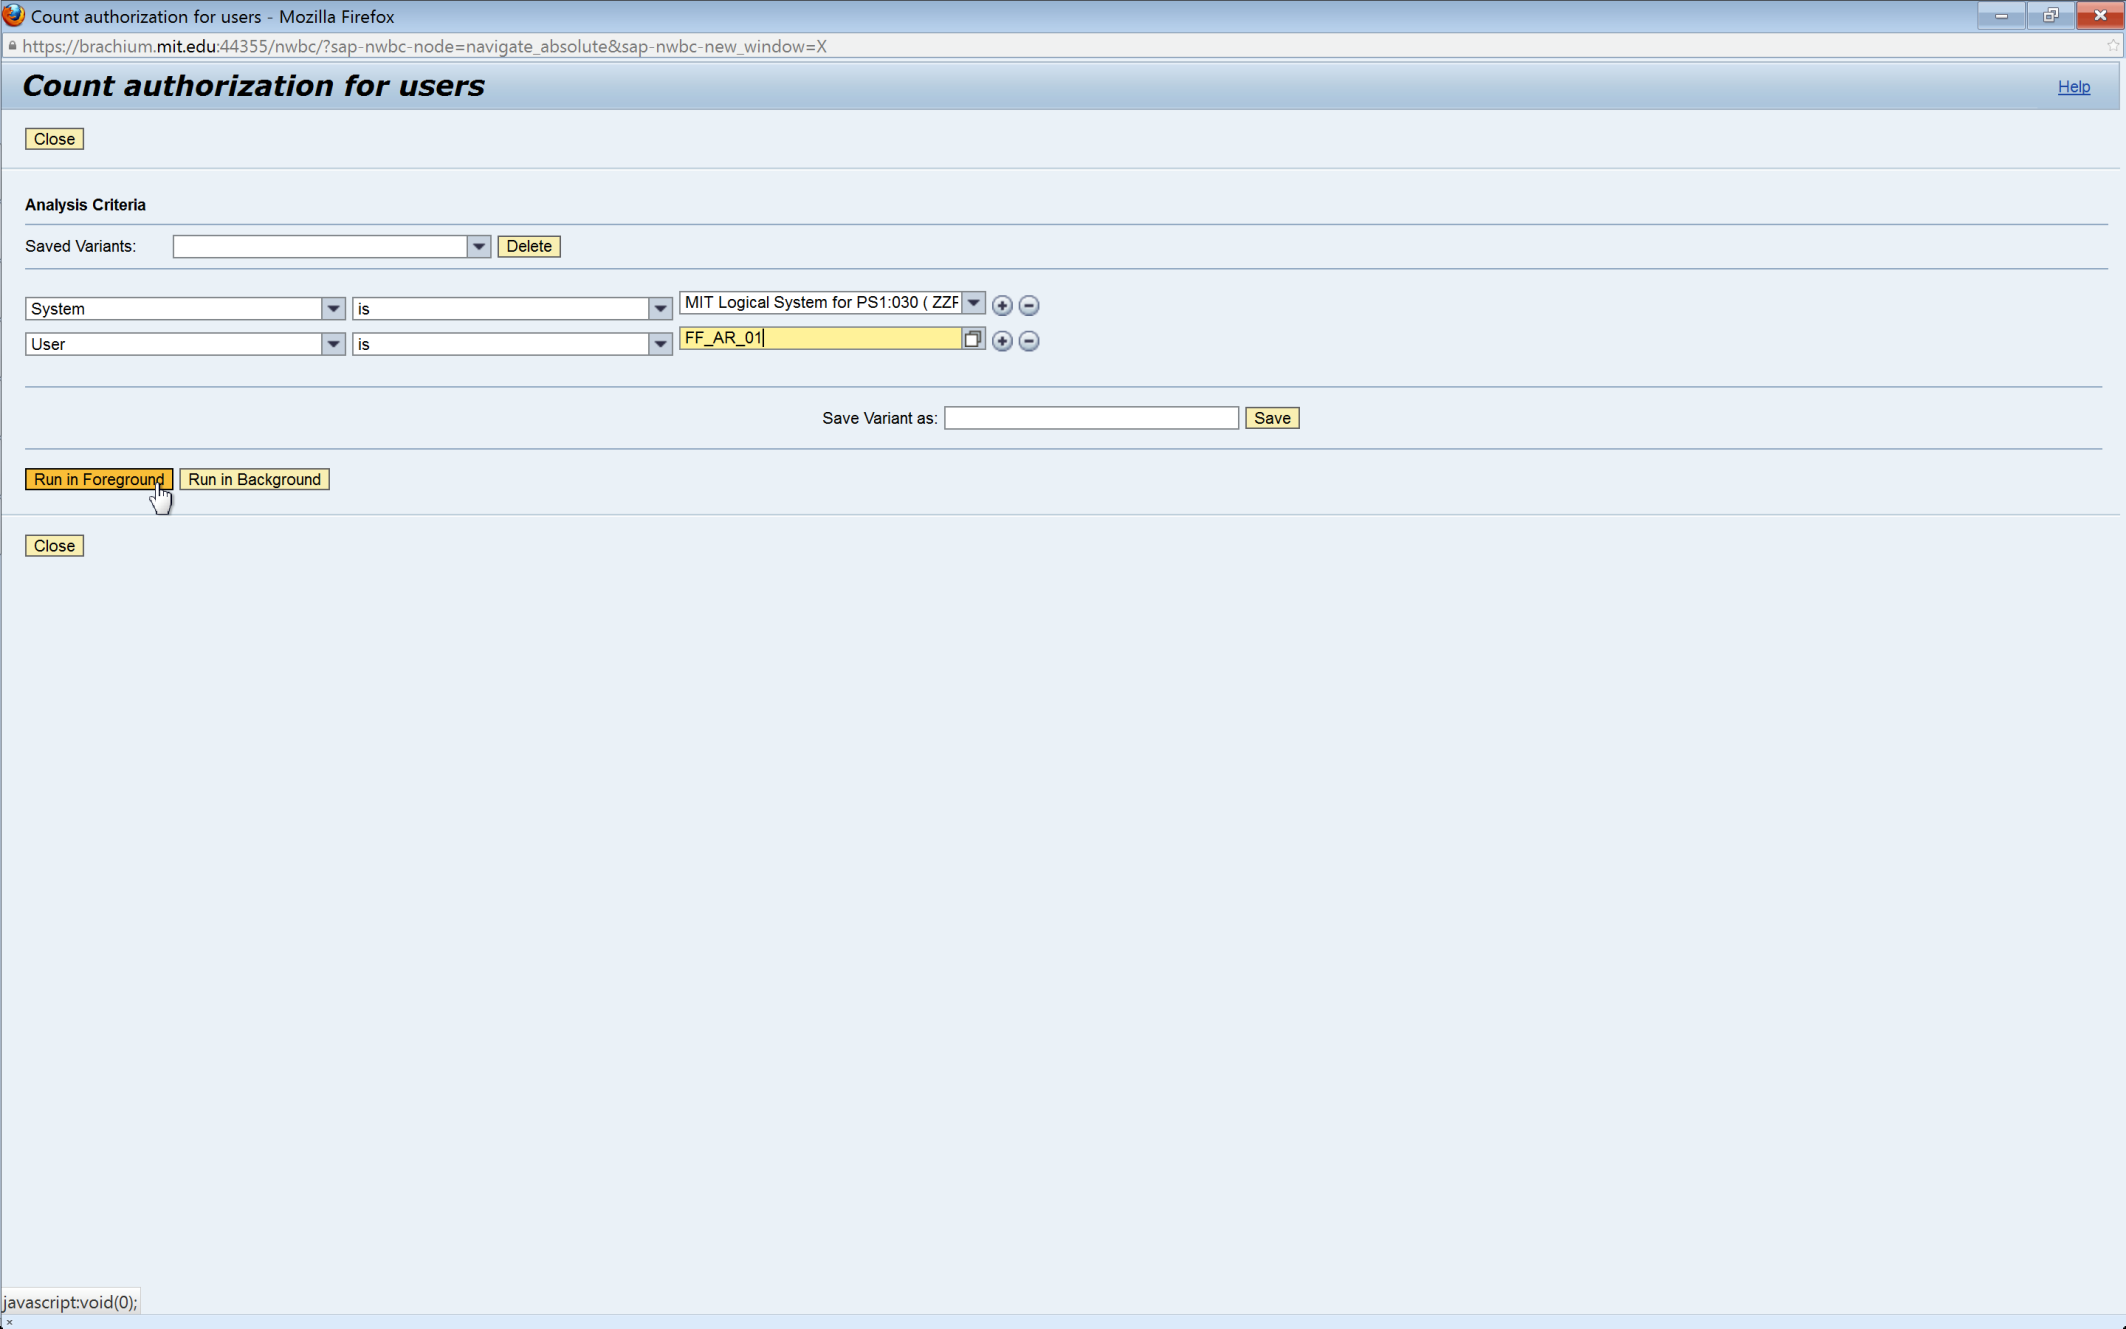 Count authorization for users - Mozilla Firefox
https://brachium.mit.edu:44355/nwbc/?sap-nwbc-node=navigate_absolute&sap-nwbc-new_window=X
Count authorization for users
Help
Close
Analysis Criteria
Saved Variants:
Delete
System is MIT Logical System for PS1:030 ( ZZF
User is FF_AR_01
Save Variant as: Save
Run in Foreground Run in Background
Close
javascript:void(0);